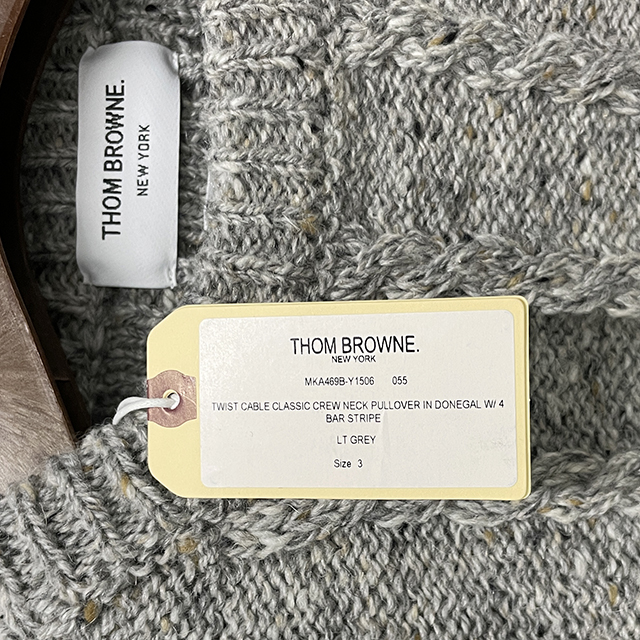 THOM BROWNE.
NEW YORK
THOM BROWNE.
NEW YORK
MKA469B-Y1506 055
TWIST CABLE CLASSIC CREW NECK PULLOVER IN DONEGAL W/ 4
BAR STRIPE
LT GREY
Size 3